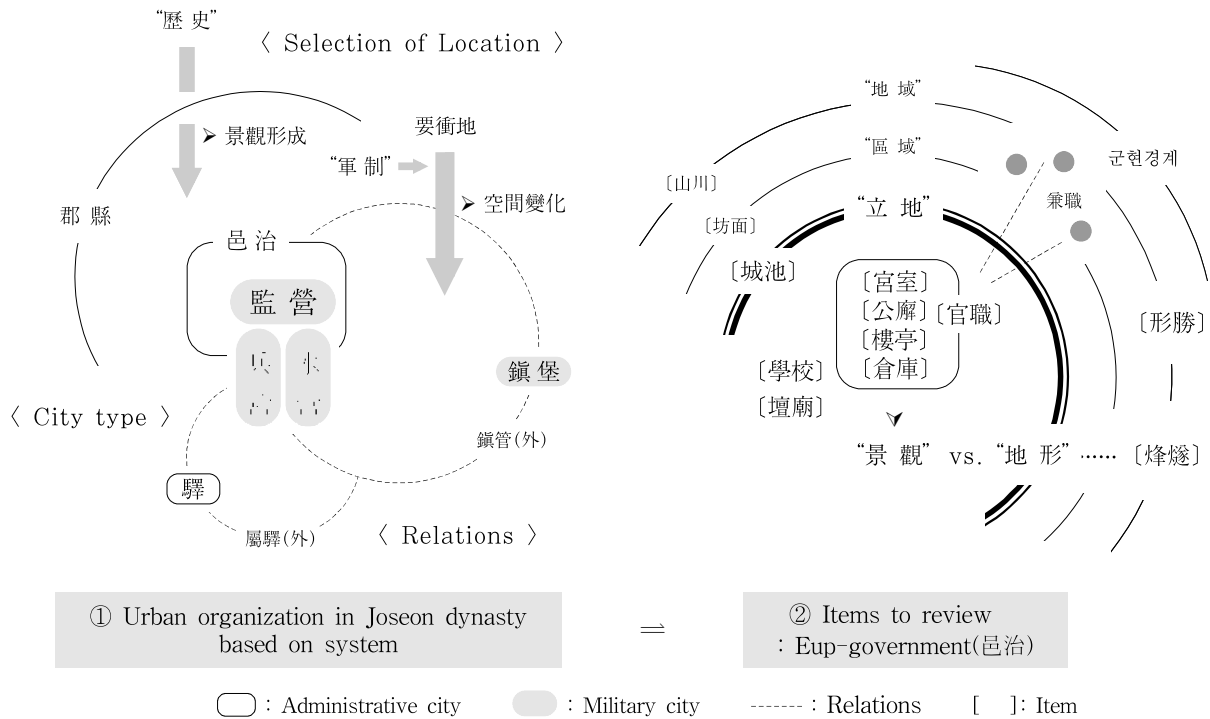 “歷 史”
〈 Selection of Location 〉
景觀形成
要衝地
“軍 制”
空間變化
郡 縣
邑 治
監 營
鎭 堡
〈 City type 〉
鎭管(外)
驛
屬驛(外)
〈 Relations 〉
“地 域”
“區 域”
군현경계
〔山川〕
兼職
〔坊面〕
“立 地”
〔城池〕
〔宮室〕
〔公廨〕
〔官職〕
〔樓亭〕
〔倉庫〕
〔形勝〕
〔學校〕
〔壇廟〕
“景 觀” vs. “地 形” ······ 〔烽燧〕
① Urban organization in Joseon dynasty
based on system
⇌
② Items to review
: Eup-government(邑治)
: Administrative city
: Military city
: Relations
[ ]: Item